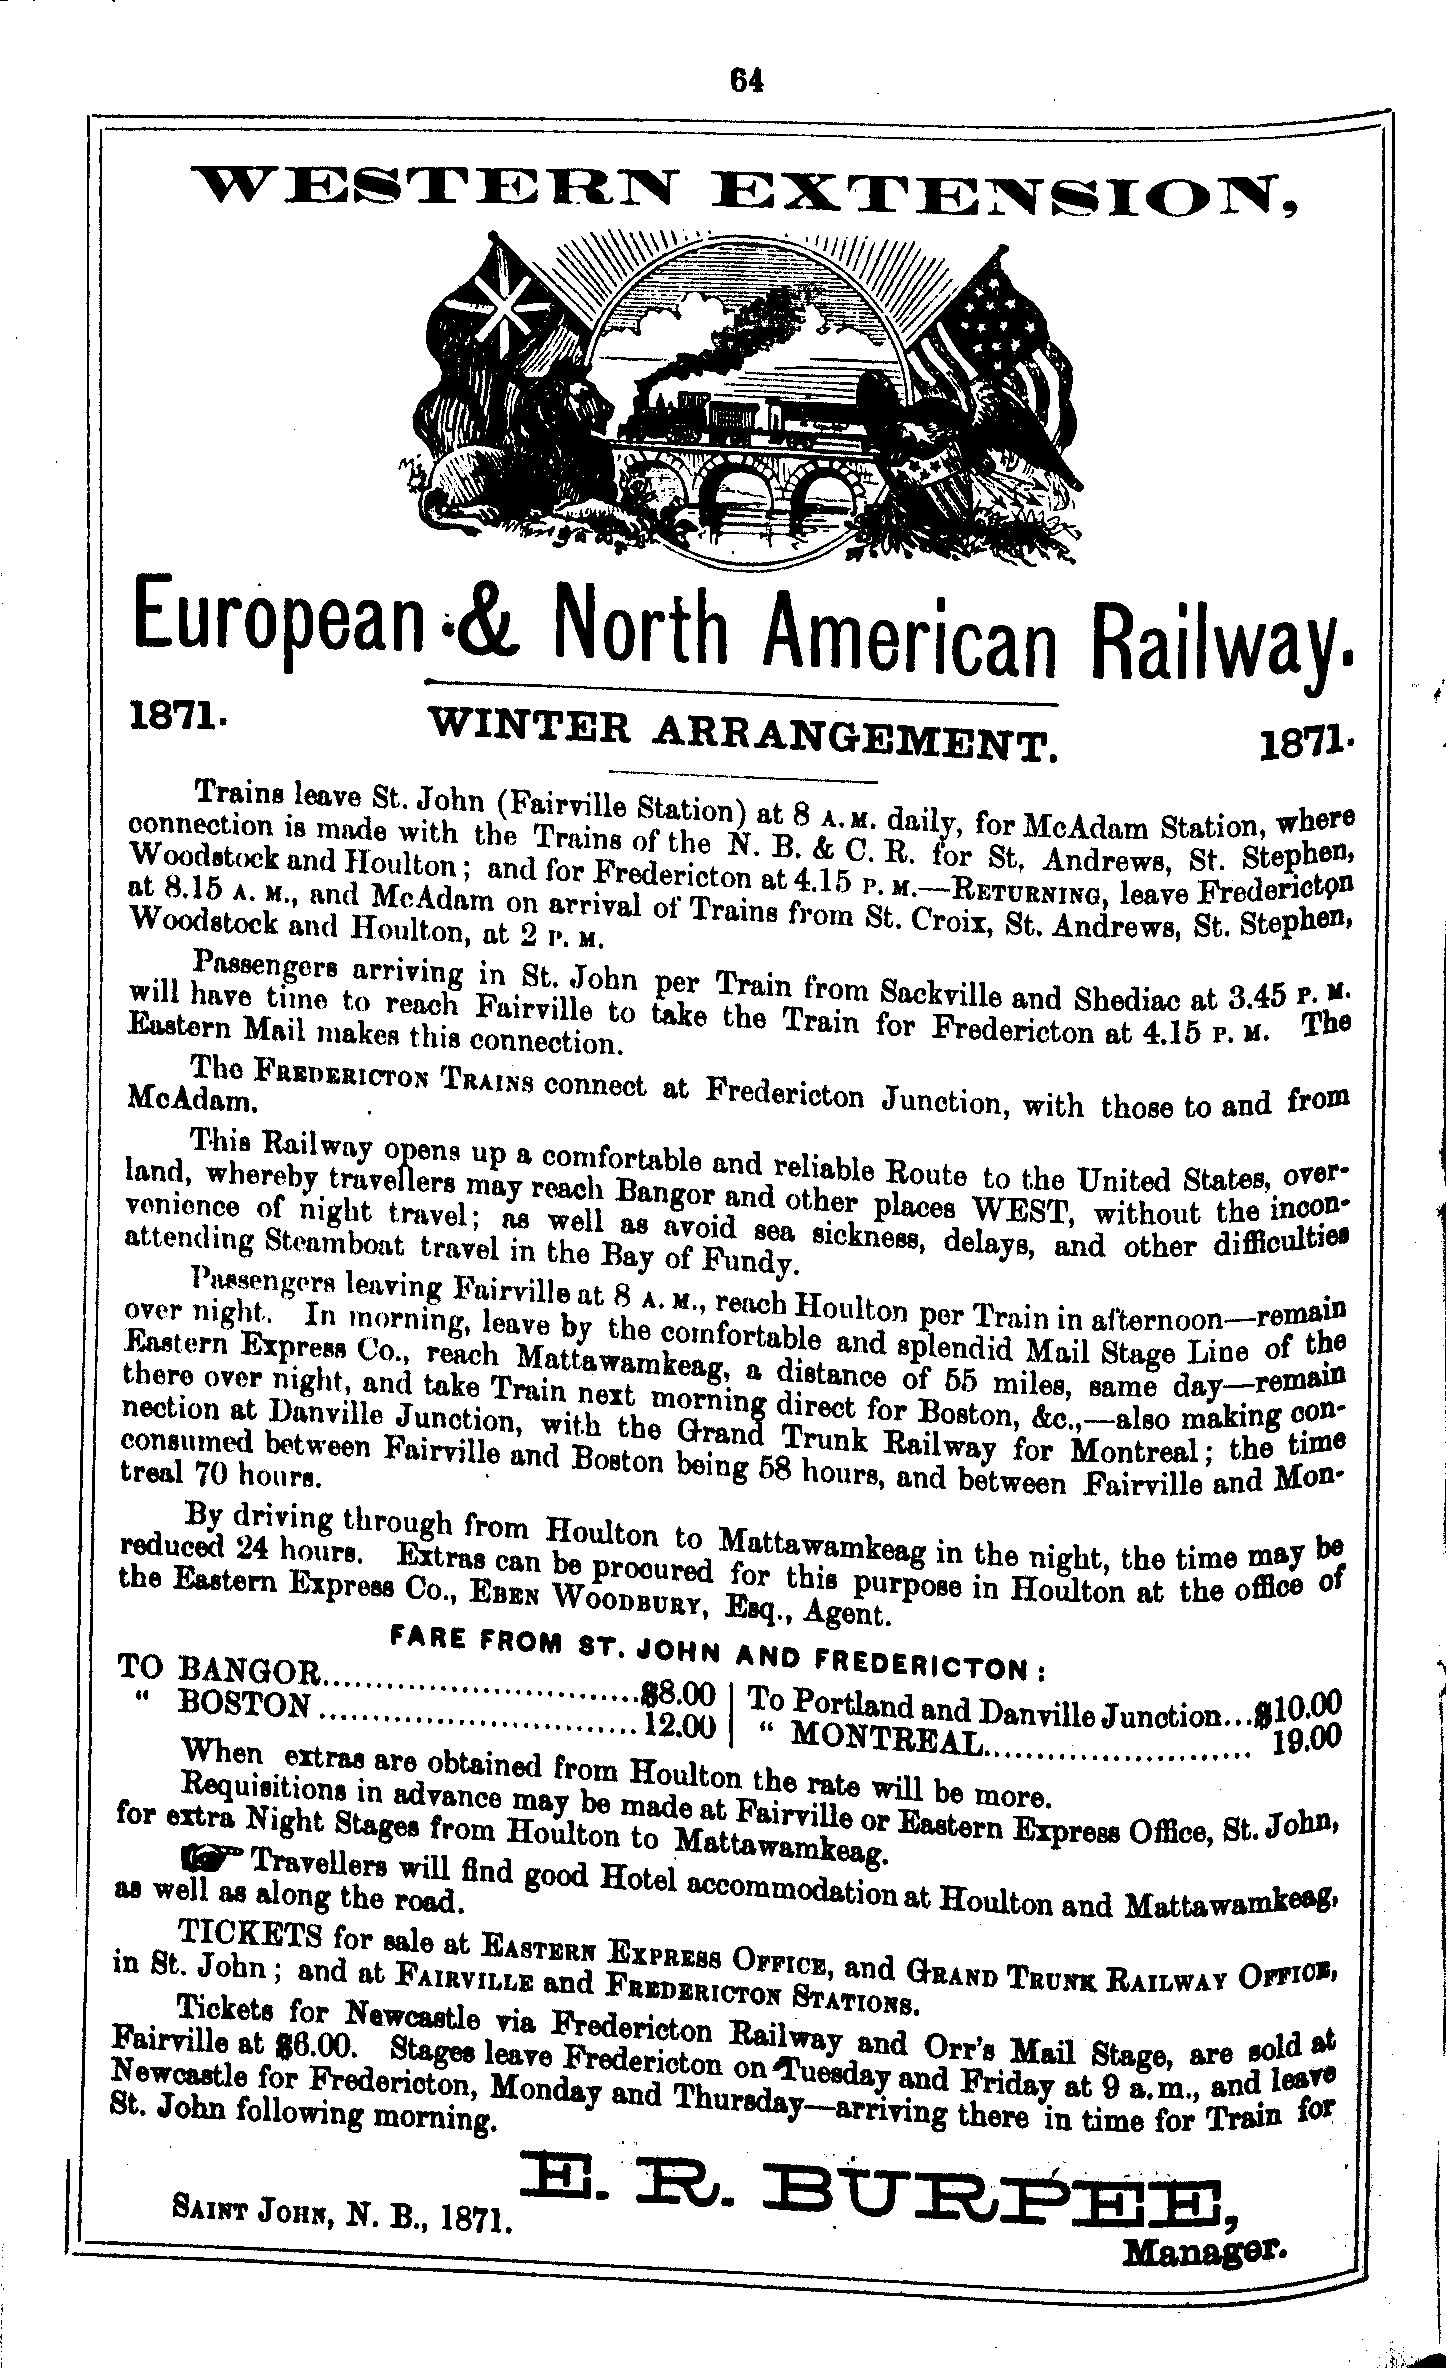 64
WESTERN EXTENSION,
European & North American Railway.
1871. WINTER ARRANGEMENT. 1871.
Trains leave St. John (Fairville Station) at 8 A. M. daily, for McAdam Station, where
connection is made with the Trains of the N. B. & C. R. for St. Andrews, St. Stephen,
Woodstock and Houlton; and for Fredericton at 4.15 P. M.—RETURNING, leave Fredericton
at 8.15 A. M., and McAdam on arrival of Trains from St. Croix, St. Andrews, St. Stephen,
Woodstock and Houlton, at 2 P. M.
Passengers arriving in St. John per Train from Sackville and Shediac at 3.45 P. M.
will have time to reach Fairville to take the Train for Fredericton at 4.15 P. M. The
Eastern Mail makes this connection.
The FREDERICTON TRAINS connect at Fredericton Junction, with those to and from
McAdam.
This Railway opens up a comfortable and reliable Route to the United States, over-
land, whereby travellers may reach Bangor and other places WEST, without the incon-
venience of night travel; as well as avoid sea sickness, delays, and other difficulties
attending Steamboat travel in the Bay of Fundy.
Passengers leaving Fairville at 8 A. M., reach Houlton per Train in afternoon—remain
over night. In morning, leave by the comfortable and splendid Mail Stage Line of the
Eastern Express Co., reach Mattawamkeag, a distance of 55 miles, same day—remain
there over night, and take Train next morning direct for Boston, &c.,—also making con-
nection at Danville Junction, with the Grand Trunk Railway for Montreal; the time
consumed between Fairville and Boston being 58 hours, and between Fairville and Mon-
treal 70 hours.
By driving through from Houlton to Mattawamkeag in the night, the time may be
reduced 24 hours. Extras can be procured for this purpose in Houlton at the office of
the Eastern Express Co., EBEN WOODBURY, Esq., Agent.
FARE FROM ST. JOHN AND FREDERICTON:
TO BANGOR..............................$8.00 | To Portland and Danville Junction...$10.00
" BOSTON..............................12.00 | " MONTREAL......................... 19.00
When extras are obtained from Houlton the rate will be more.
Requisitions in advance may be made at Fairville or Eastern Express Office, St. John,
for extra Night Stages from Houlton to Mattawamkeag.
☞ Travellers will find good Hotel accommodation at Houlton and Mattawamkeag,
as well as along the road.
TICKETS for sale at EASTERN EXPRESS OFFICE, and GRAND TRUNK RAILWAY OFFICE,
in St. John; and at FAIRVILLE and FREDERICTON STATIONS.
Tickets for Newcastle via Fredericton Railway and Orr's Mail Stage, are sold at
Fairville at $6.00. Stages leave Fredericton on Tuesday and Friday at 9 a.m., and leave
Newcastle for Fredericton, Monday and Thursday—arriving there in time for Train for
St. John following morning.
E. R. BURPEE,
SAINT JOHN, N. B., 1871.
Manager.